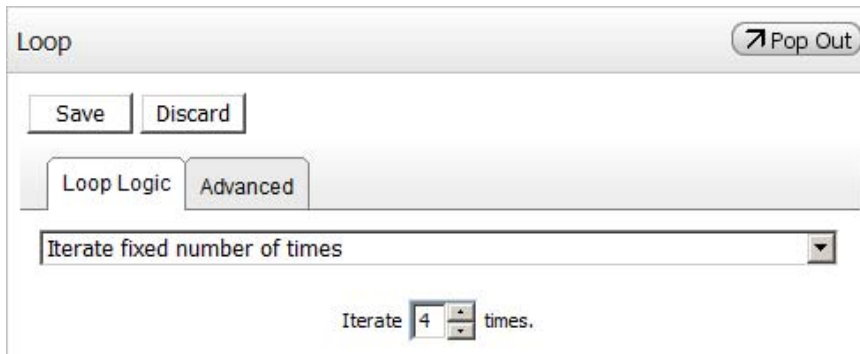 Loop
Pop Out
Save Discard
Loop Logic Advanced
Iterate fixed number of times
Iterate 4 times.